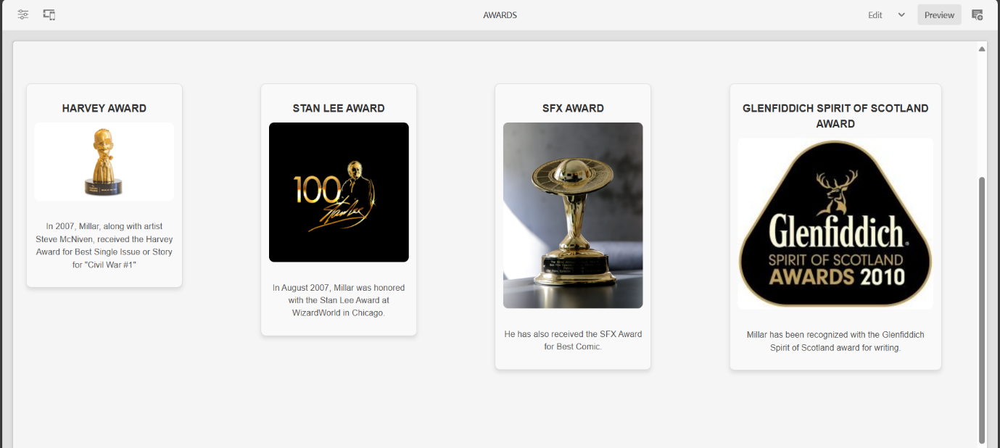 AWARDS
Edit
Preview
HARVEY AWARD
In 2007, Millar, along with artist
Steve McNiven, received the Harvey
Award for Best Single Issue or Story
for "Civil War #1"
STAN LEE AWARD
100
Stan Lee
In August 2007, Millar was honored
with the Stan Lee Award at
WizardWorld in Chicago.
SFX AWARD
He has also received the SFX Award
for Best Comic.
GLENFIDDICH SPIRIT OF SCOTLAND
AWARD
Glenfiddich®
SPIRIT OF SCOTLAND
AWARDS 2010
Millar has been recognized with the Glenfiddich
Spirit of Scotland award for writing.